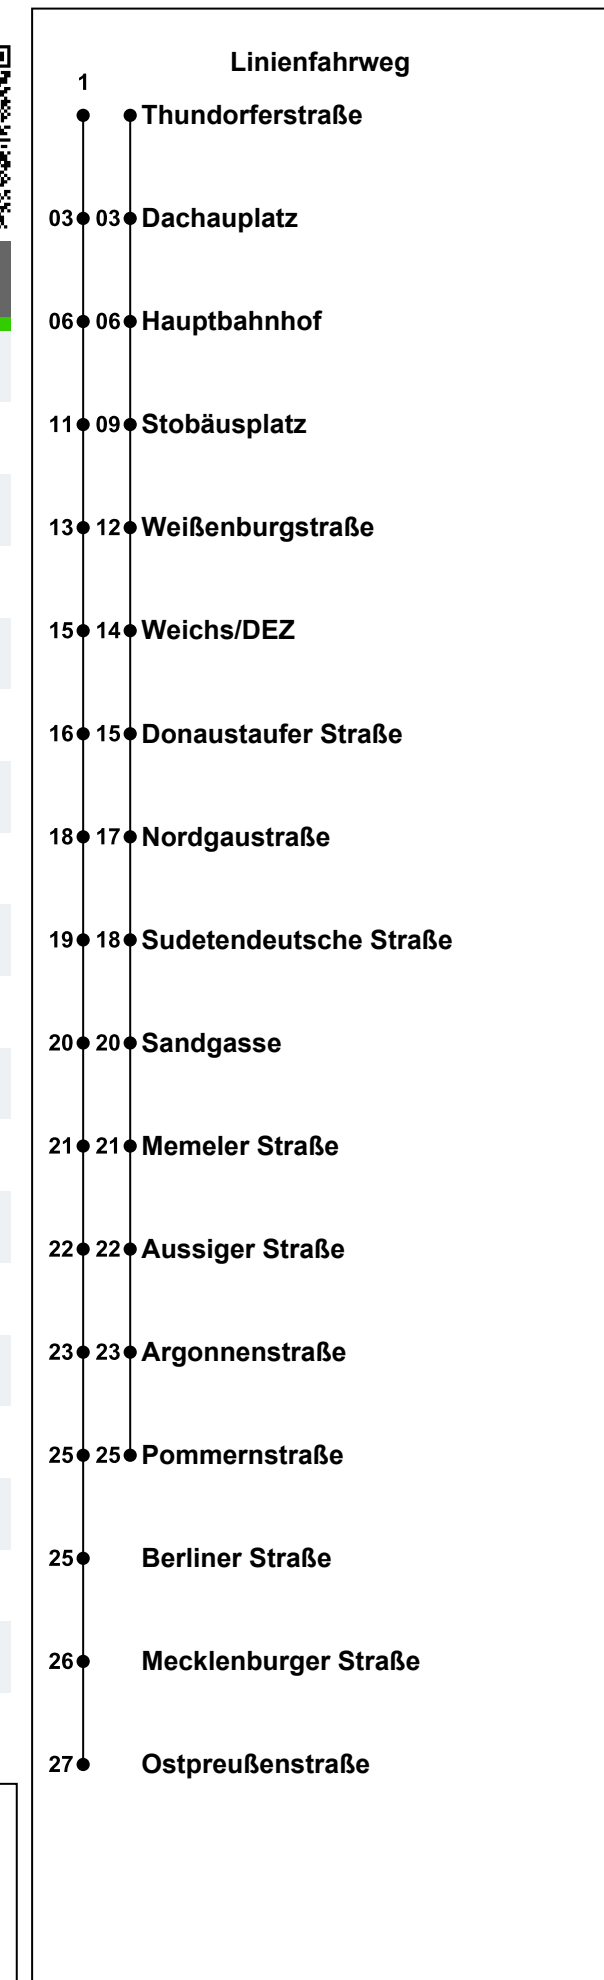 Linienfahrweg
1
Thundorferstraße
03 03 Dachauplatz
06 06 Hauptbahnhof
11 09 Stobäusplatz
13 12 Weißenburgstraße
15 14 Weichs/DEZ
16 15 Donaustaufer Straße
18 17 Nordgaustraße
19 18 Sudetendeutsche Straße
20 20 Sandgasse
21 21 Memeler Straße
22 22 Aussiger Straße
23 23 Argonnenstraße
25 25 Pommernstraße
25 Berliner Straße
26 Mecklenburger Straße
27 Ostpreußenstraße